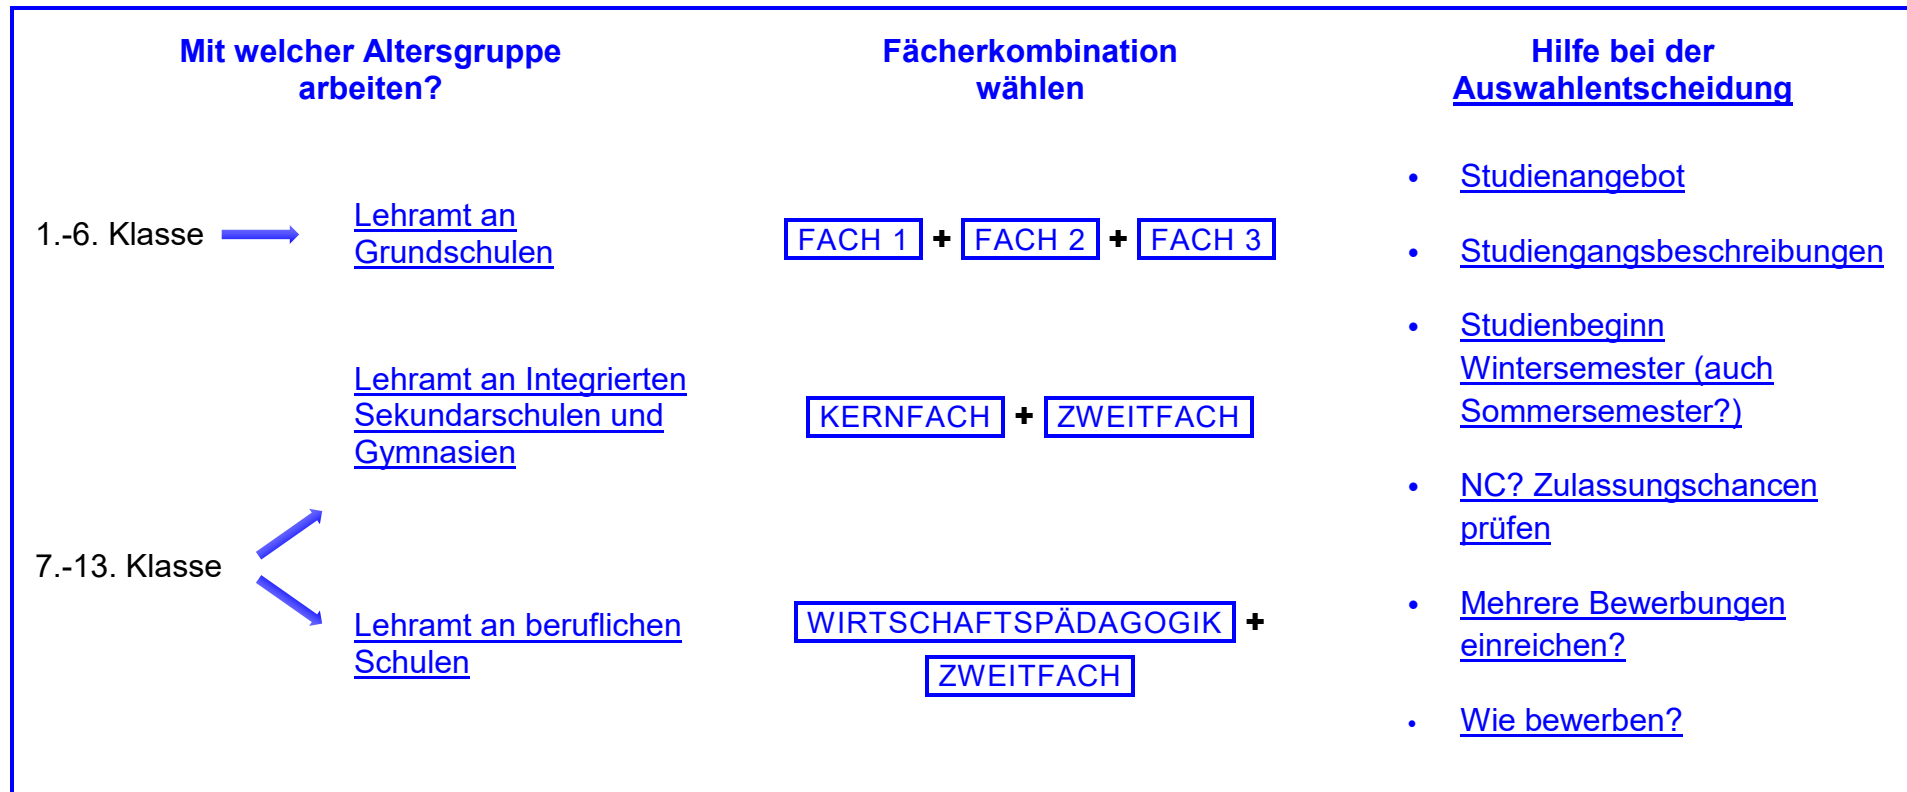 Mit welcher Altersgruppe
arbeiten?
Fächerkombination
wählen
Hilfe bei der
Auswahlentscheidung
1.-6. Klasse
Lehramt an
Grundschulen
FACH 1 + FACH 2 + FACH 3
Lehramt an Integrierten
Sekundarschulen und
Gymnasien
KERNFACH + ZWEITFACH
7.-13. Klasse
Lehramt an beruflichen
Schulen
WIRTSCHAFTSPÄDAGOGIK +
ZWEITFACH
• Studienangebot
• Studiengangsbeschreibungen
• Studienbeginn
Wintersemester (auch
Sommersemester?)
• NC? Zulassungschancen
prüfen
• Mehrere Bewerbungen
einreichen?
• Wie bewerben?